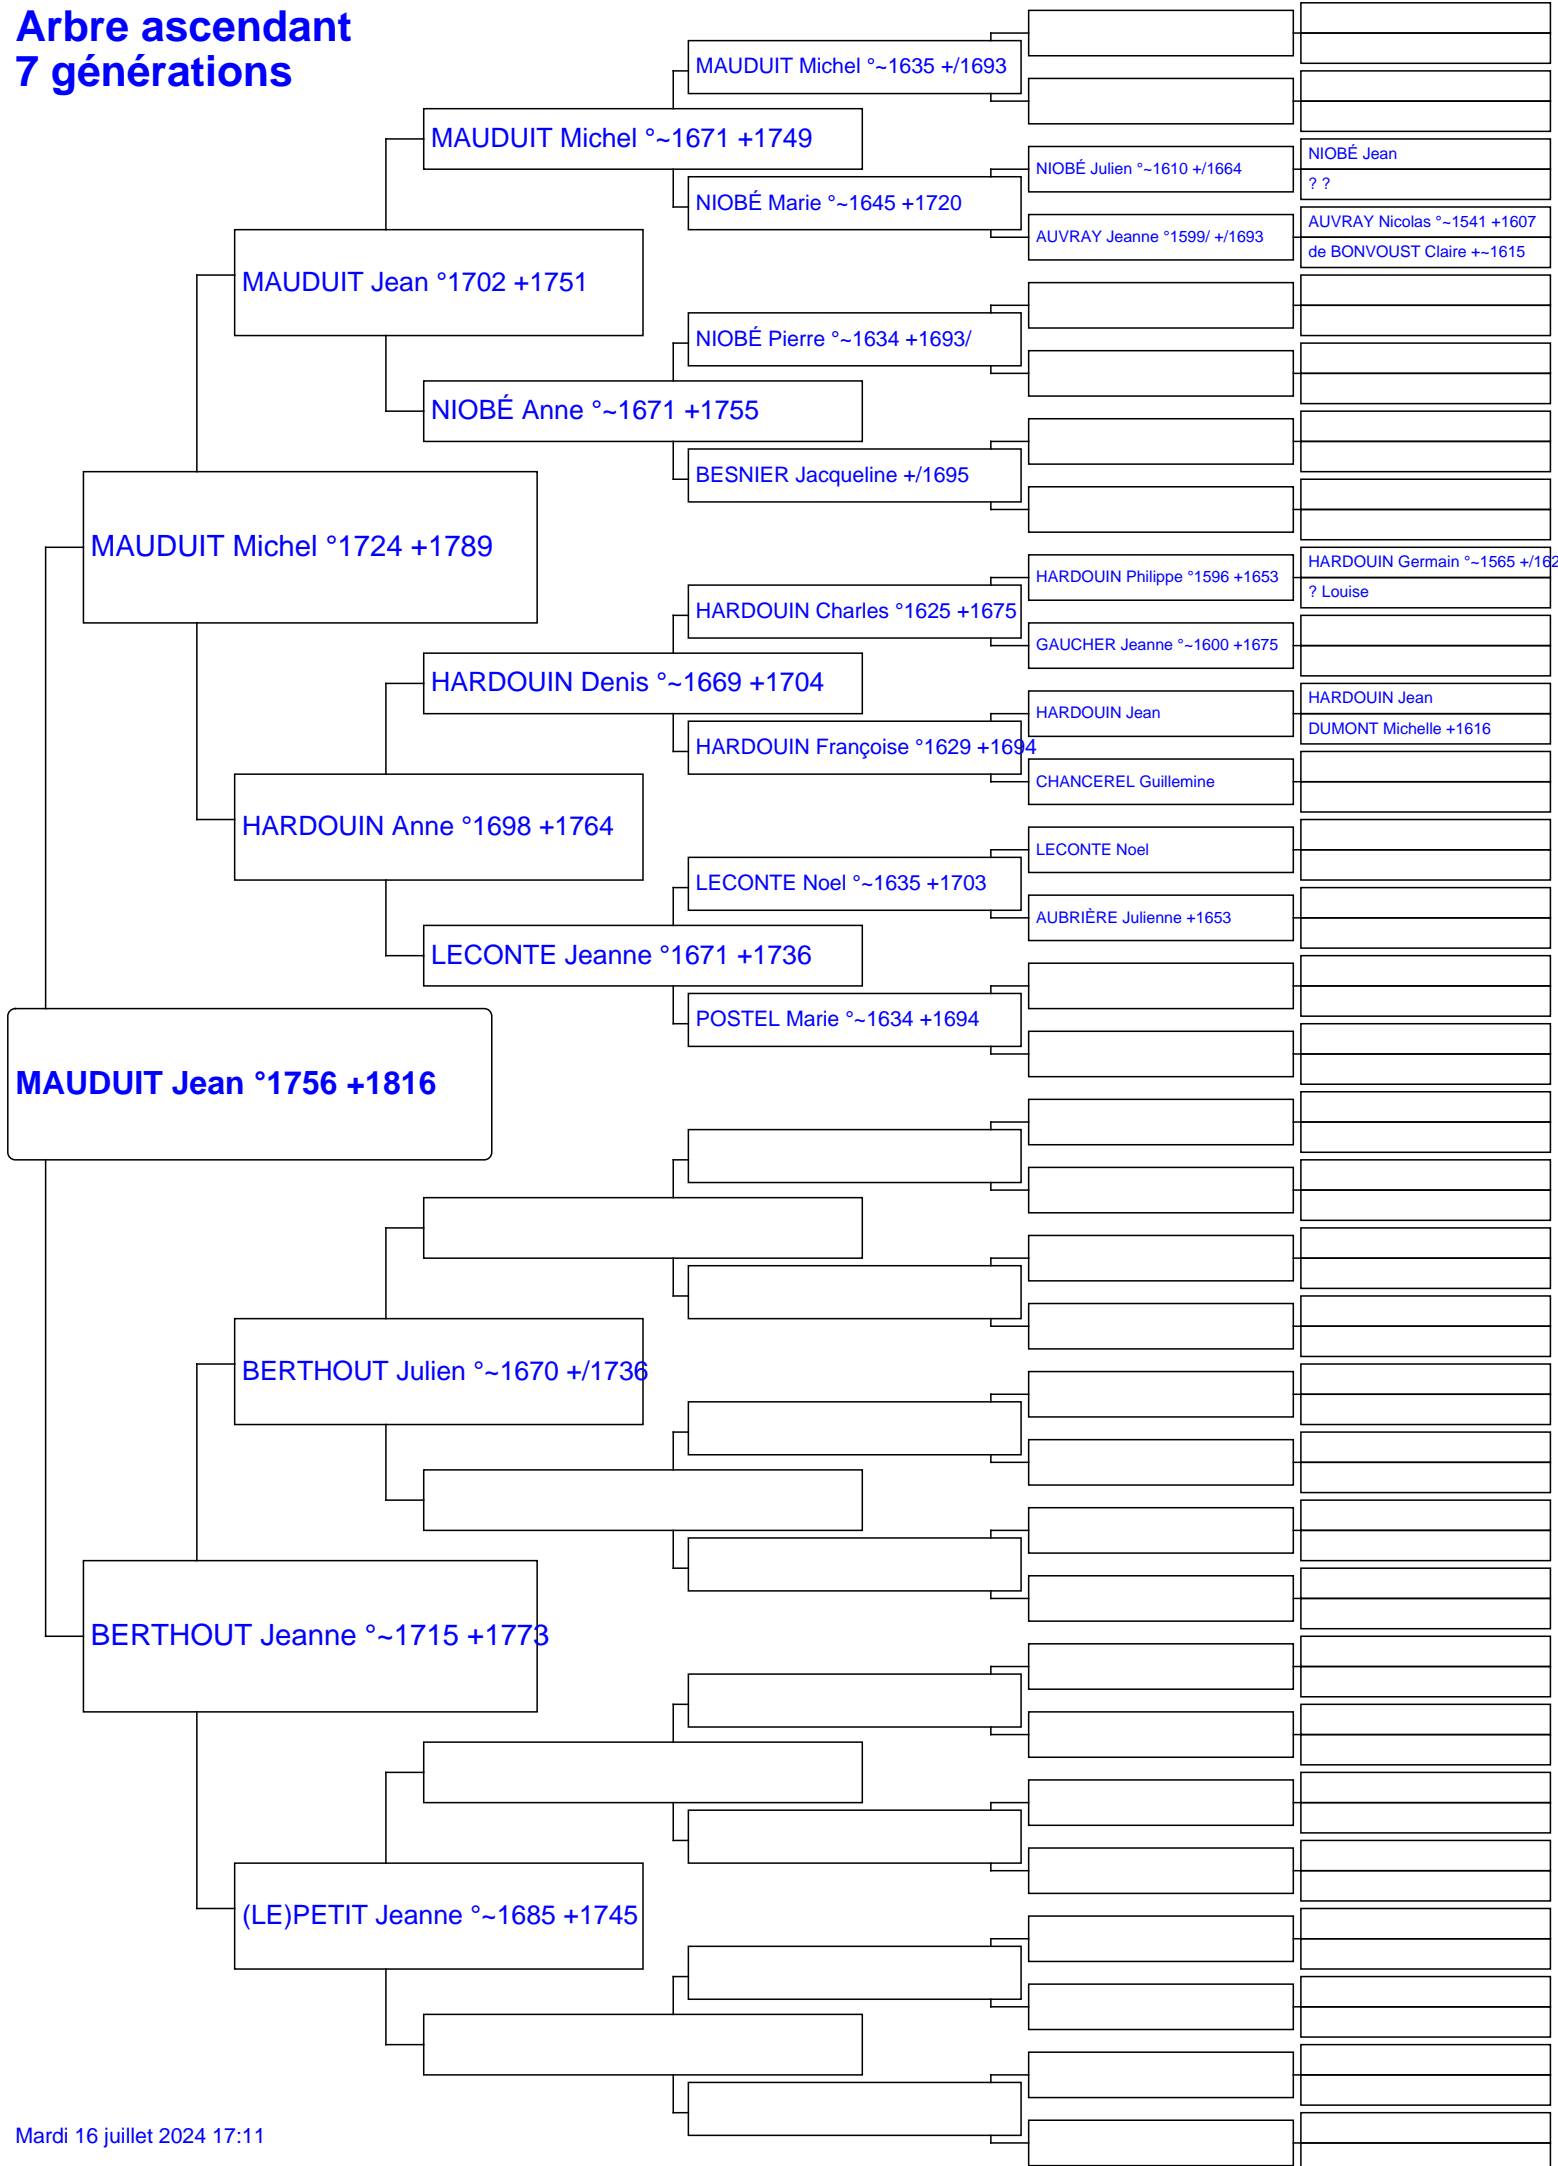 Arbre ascendant
7 générations
MAUDUIT Jean °1756 +1816
MAUDUIT Michel °1724 +1789
BERTHOUT Jeanne °~1715 +1773
MAUDUIT Jean °1702 +1751
HARDOUIN Anne °1698 +1764
BERTHOUT Julien °~1670 +/1736
(LE)PETIT Jeanne °~1685 +1745
MAUDUIT Michel °~1671 +1749
NIOBÉ Anne °~1671 +1755
HARDOUIN Denis °~1669 +1704
LECONTE Jeanne °1671 +1736
MAUDUIT Michel °~1635 +/1693
NIOBÉ Marie °~1645 +1720
NIOBÉ Pierre °~1634 +1693/
BESNIER Jacqueline +/1695
HARDOUIN Charles °1625 +1675
HARDOUIN Françoise °1629 +1694
LECONTE Noel °~1635 +1703
POSTEL Marie °~1634 +1694
NIOBÉ Julien °~1610 +/1664
AUVRAY Jeanne °1599/ +/1693
HARDOUIN Philippe °1596 +1653
GAUCHER Jeanne °~1600 +1675
HARDOUIN Jean
CHANCEREL Guillemine
LECONTE Noel
AUBRIÈRE Julienne +1653
NIOBÉ Jean
? ?
AUVRAY Nicolas °~1541 +1607
de BONVOUST Claire +~1615
HARDOUIN Germain °~1565 +/162
? Louise
HARDOUIN Jean
DUMONT Michelle +1616
Mardi 16 juillet 2024 17:11